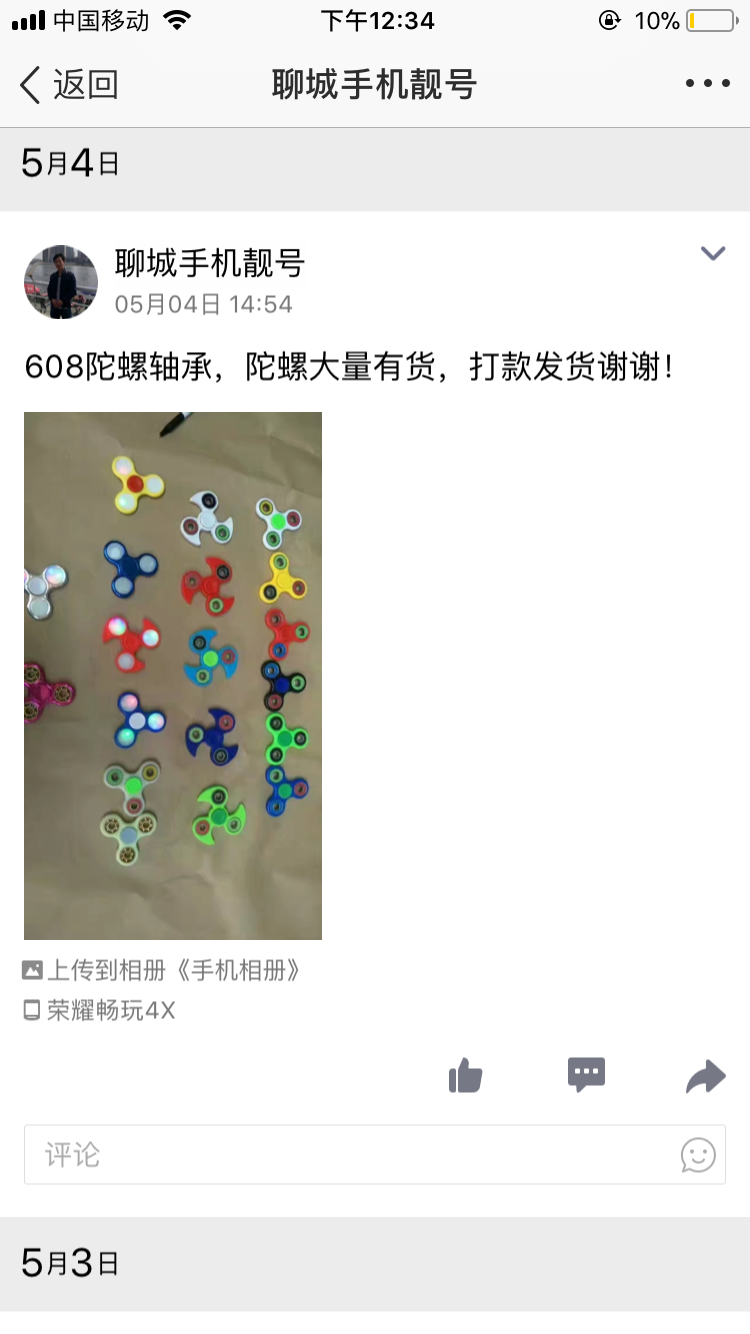 中国移动 下午12:34 10%
返回 聊城手机靓号
5月4日
聊城手机靓号
05月04日 14:54
608陀螺轴承，陀螺大量有货，打款发货谢谢！
上传到相册《手机相册》
荣耀畅玩4X
评论
5月3日